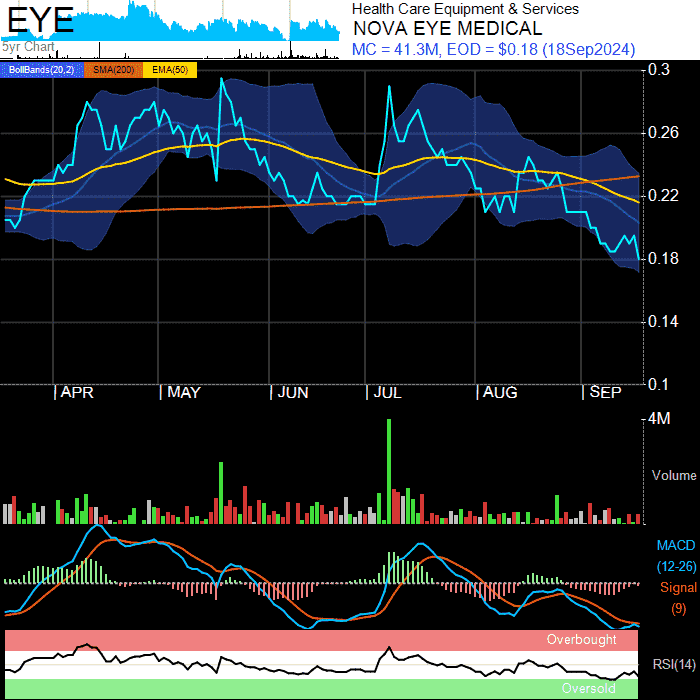 EYE
5yr Chart
Health Care Equipment & Services
NOVA EYE MEDICAL
MC = 41.3M, EOD = $0.18 (18Sep2024)
BollBands(20,2) SMA(200) EMA(50)
0.3
0.26
0.22
0.18
0.14
0.1
APR MAY JUN JUL AUG SEP
4M
Volume
MACD
(12-26)
Signal
(9)
Overbought
RSI(14)
Oversold